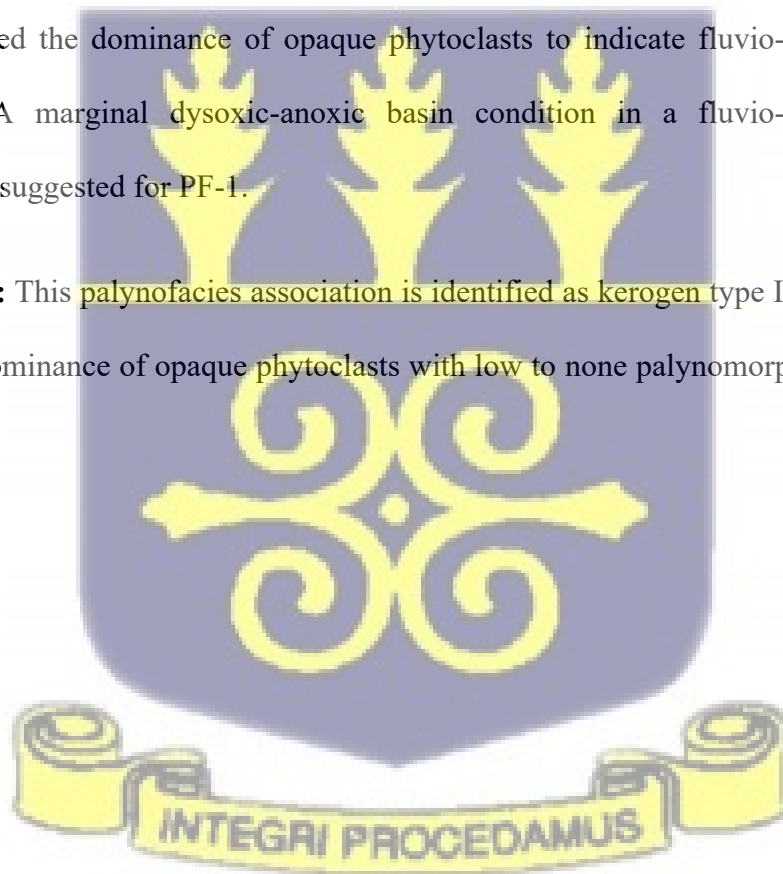 ed the dominance of opaque phytoclasts to indicate fluvio-
A marginal dysoxic-anoxic basin condition in a fluvio-
suggested for PF-1.
: This palynofacies association is identified as kerogen type I
ominance of opaque phytoclasts with low to none palynomorp
INTEGRI PROCEDAMUS